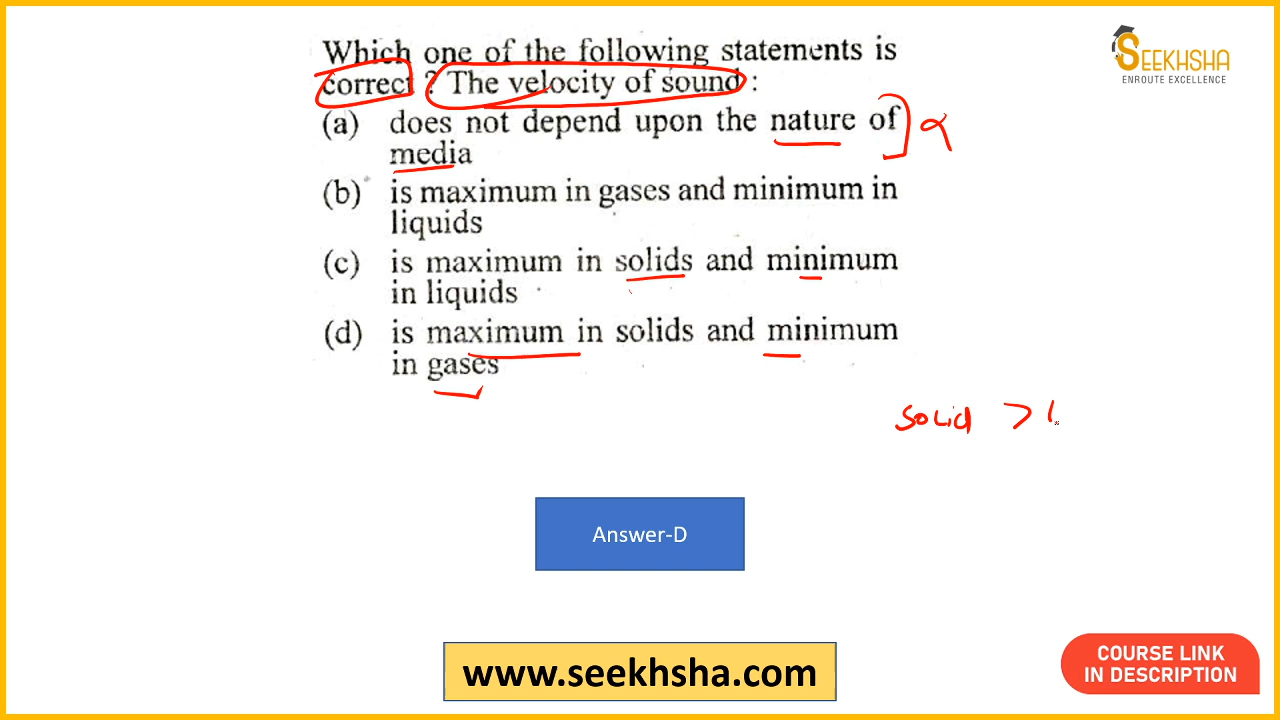 SEEKHSHA
ENROUTE EXCELLENCE
Which one of the following statements is
correct ? The velocity of sound :
(a) does not depend upon the nature of
media
(b) is maximum in gases and minimum in
liquids
(c) is maximum in solids and minimum
in liquids
(d) is maximum in solids and minimum
in gases
Solid >
Answer-D
www.seekhsha.com
COURSE LINK
IN DESCRIPTION